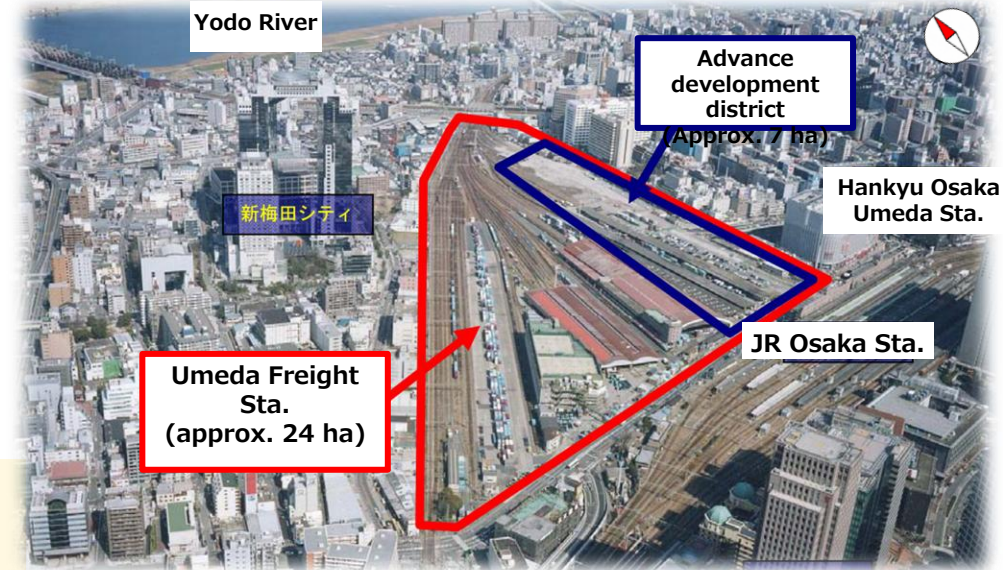 Yodo River
Advance
development
district
(Approx. 7 ha)
Hankyu Osaka
Umeda Sta.
新梅田シティ
JR Osaka Sta.
Umeda Freight
Sta.
(approx. 24 ha)